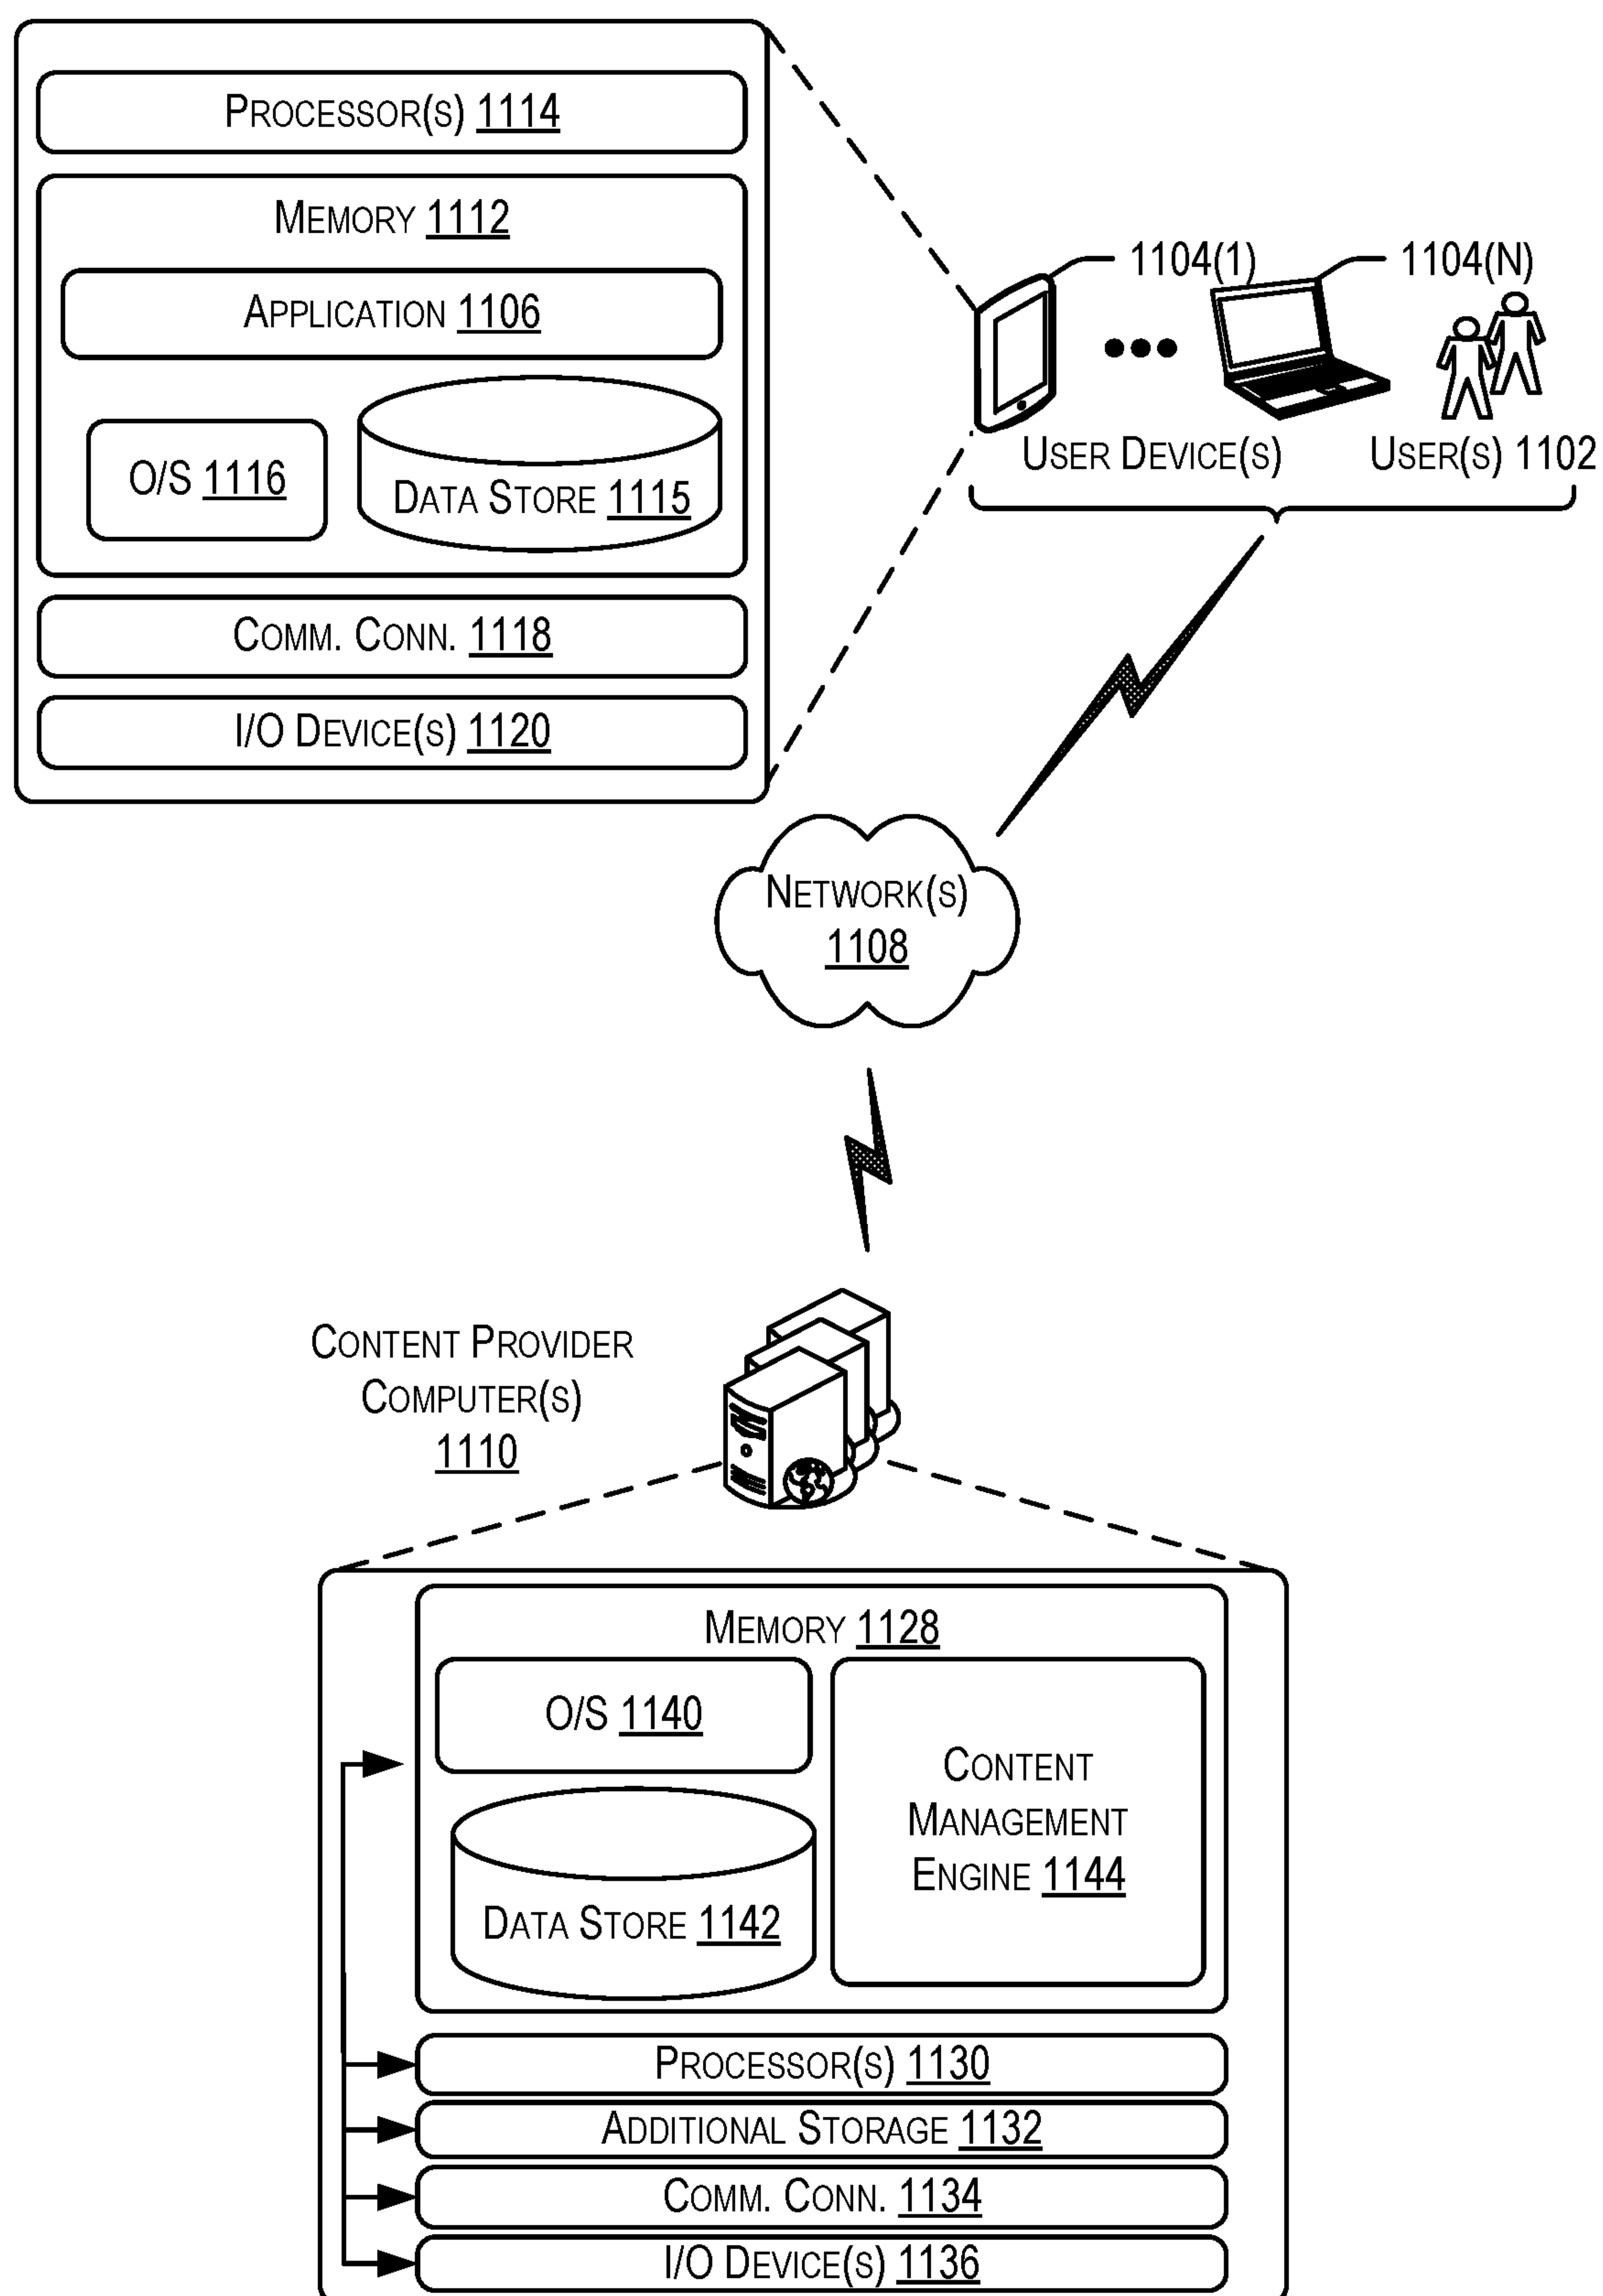 PROCESSOR(S) 1114
MEMORY 1112
APPLICATION 1106
O/S 1116
DATA STORE 1115
COMM. CONN. 1118
I/O DEVICE(S) 1120
1104(1)
1104(N)
USER DEVICE(S)
USER(S) 1102
NETWORK(S)
1108
CONTENT PROVIDER
COMPUTER(S)
1110
MEMORY 1128
O/S 1140
DATA STORE 1142
CONTENT
MANAGEMENT
ENGINE 1144
PROCESSOR(S) 1130
ADDITIONAL STORAGE 1132
COMM. CONN. 1134
I/O DEVICE(S) 1136